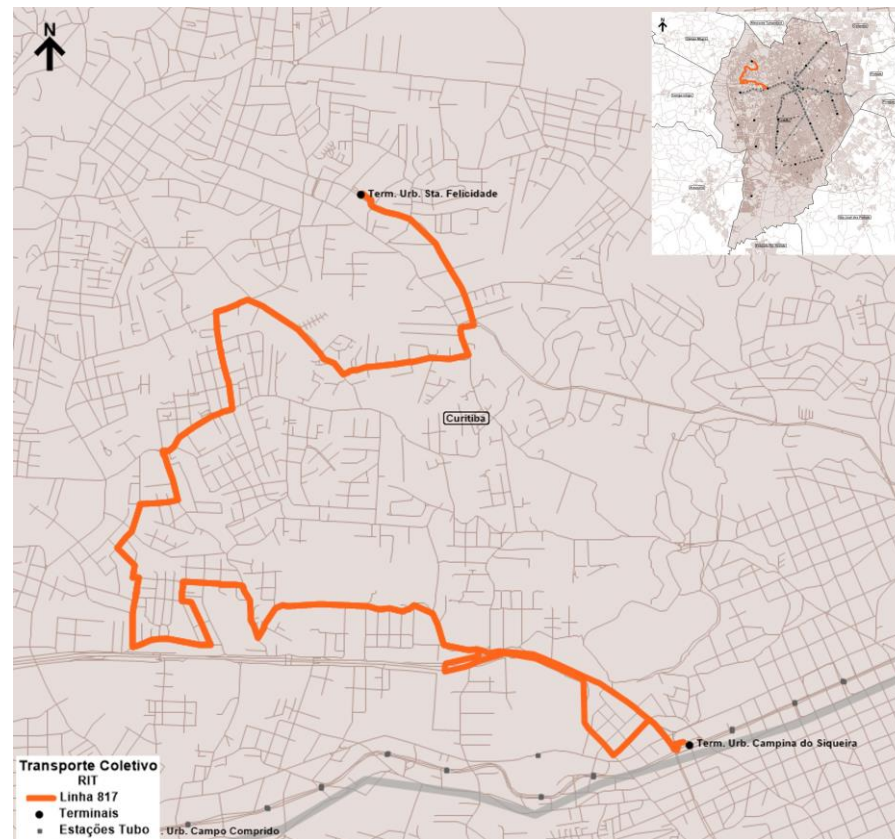 N
Term. Urb. Sta. Felicidade
Curitiba
Term. Urb. Campina do Siqueira
Transporte Coletivo
RIT
Linha 817
Terminais
Estações Tubo
. Urb. Campo Comprido